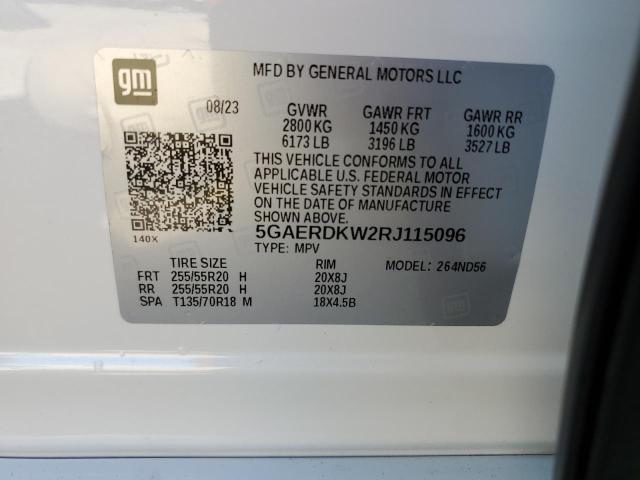 gm
MFD BY GENERAL MOTORS LLC
08/23 GVWR GAWR FRT GAWR RR
2800 KG 1450 KG 1600 KG
6173 LB 3196 LB 3527 LB
THIS VEHICLE CONFORMS TO ALL
APPLICABLE U.S. FEDERAL MOTOR
VEHICLE SAFETY STANDARDS IN EFFECT
ON THE DATE OF MANUFACTURE
SHOWN ABOVE.
140X
5GAERDKW2RJ115096
TYPE: MPV MODEL: 264ND56
TIRE SIZE RIM
FRT 255/55R20 H 20X8J
RR 255/55R20 H 20X8J
SPA T135/70R18 M 18X4.5B